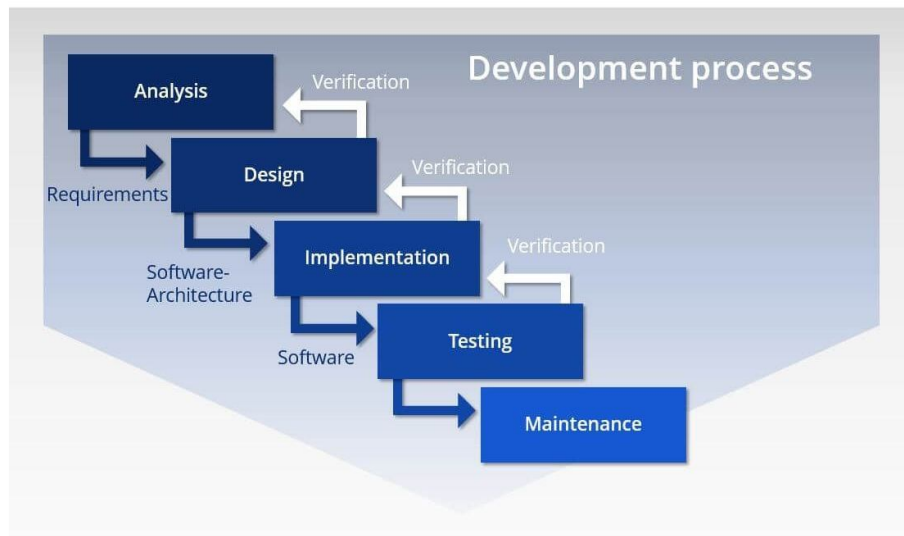 Development process
Analysis
Verification
Requirements
Design
Verification
Software-
Architecture
Implementation
Verification
Software
Testing
Maintenance